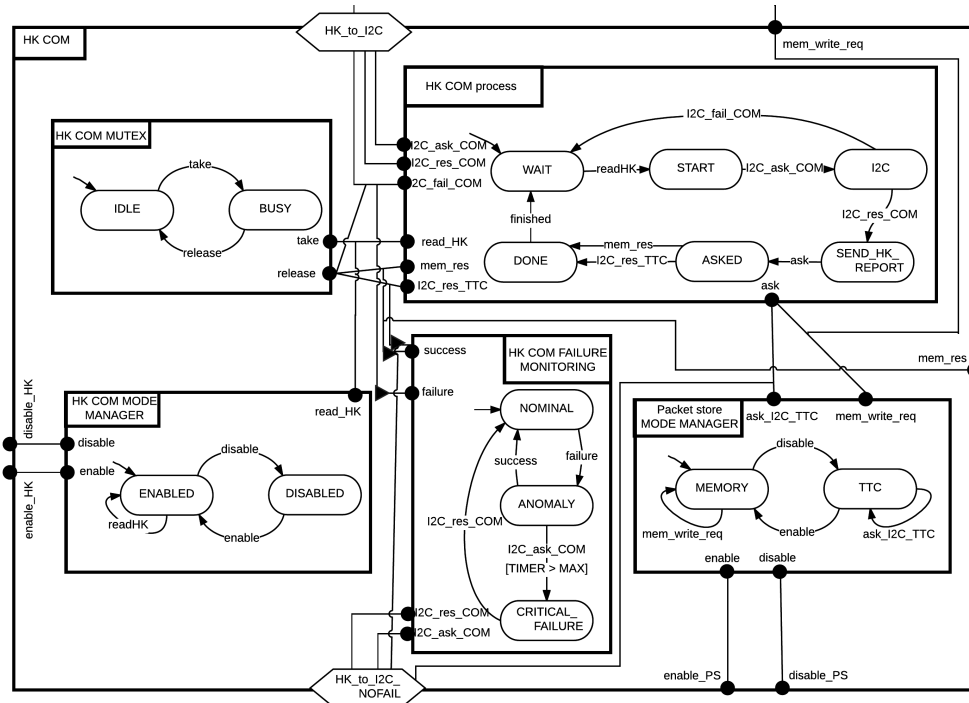 HK_to_I2C
HK COM
mem_write_req
HK COM process
I2C_fail_COM
HK COM MUTEX
I2C_ask_COM
I2C_res_COM
2C_fail_COM
WAIT
readHK
START
I2C_ask_COM
I2C
take
IDLE
BUSY
release
I2C_res_COM
finished
take
release
read_HK
mem_res
I2C_res_TTC
DONE
mem_res
I2C_res_TTC
ASKED
ask
SEND_HK_
REPORT
ask
success
failure
HK COM FAILURE
MONITORING
mem_res
disable_HK
enable_HK
HK COM MODE
MANAGER
read_HK
disable
enable
disable
ENABLED
DISABLED
readHK
enable
NOMINAL
success
failure
ANOMALY
I2C_res_COM
I2C_ask_COM
[TIMER > MAX]
CRITICAL_
FAILURE
I2C_res_COM
I2C_ask_COM
Packet store
MODE MANAGER
ask_I2C_TTC
mem_write_req
disable
MEMORY
TTC
mem_write_req
enable
ask_I2C_TTC
enable
disable
HK_to_I2C_
NOFAIL
enable_PS
disable_PS